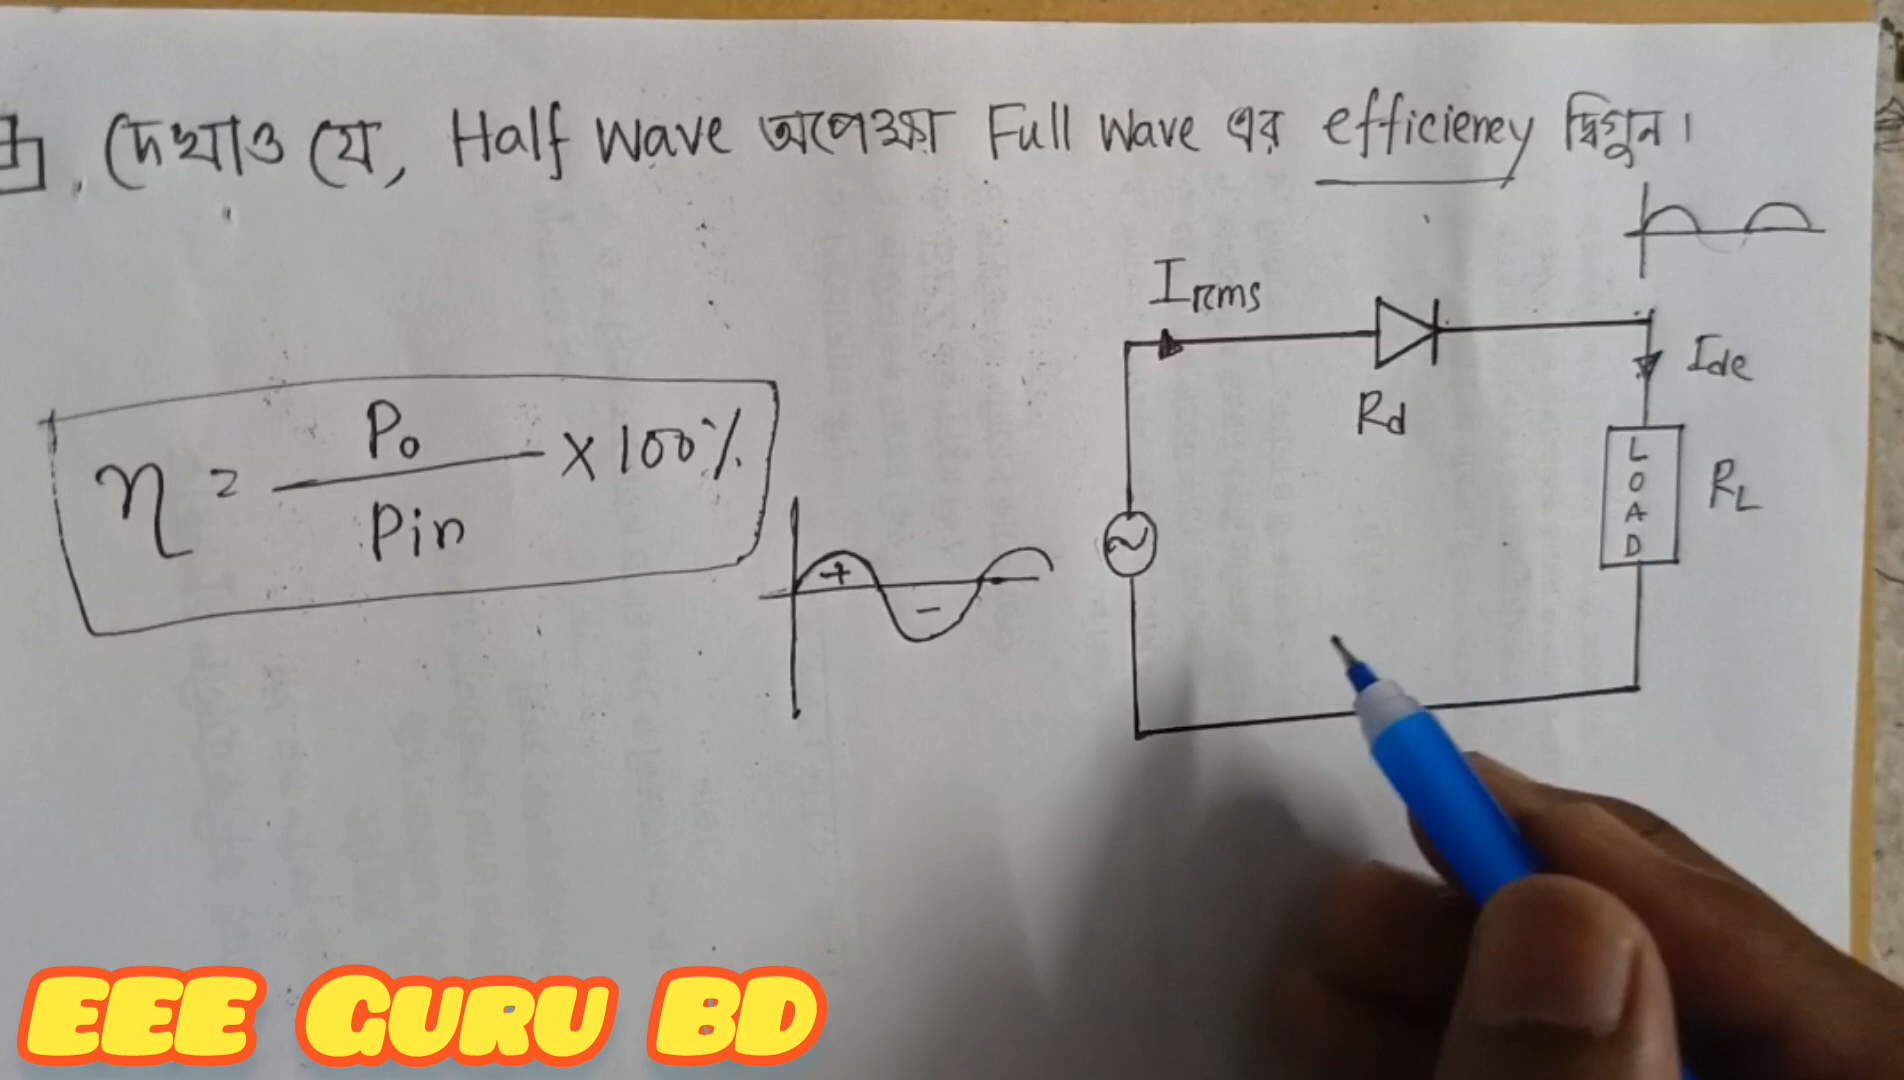 দেখাও যে, Half Wave অপেক্ষা Full Wave এর efficiency দ্বিগুন।
Irms
Idc
Rd
LOAD
RL
η = Po / Pin × 100%
+
−
EEE GURU BD